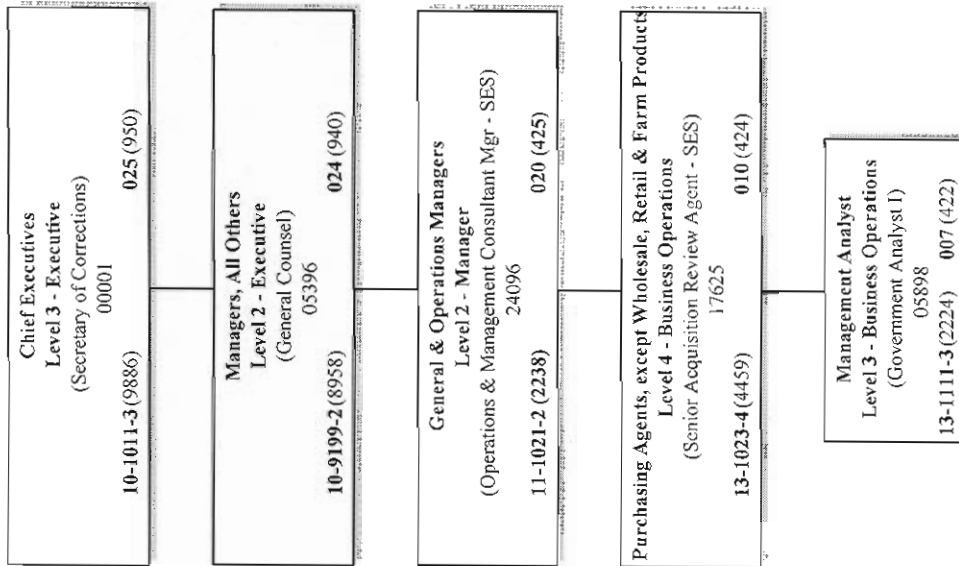 Chief Executives
Level 3 - Executive
(Secretary of Corrections)
00001
10-1011-3 (9886) 025 (950)
Managers, All Others
Level 2 - Executive
(General Counsel)
05396
10-9199-2 (8958) 024 (940)
General & Operations Managers
Level 2 - Manager
(Operations & Management Consultant Mgr - SES)
24096
11-1021-2 (2238) 020 (425)
Purchasing Agents, except Wholesale, Retail & Farm Products
Level 4 - Business Operations
(Senior Acquisition Review Agent - SES)
17625
13-1023-4 (4459) 010 (424)
Management Analyst
Level 3 - Business Operations
(Government Analyst I)
05898
13-1111-3 (2224) 007 (422)